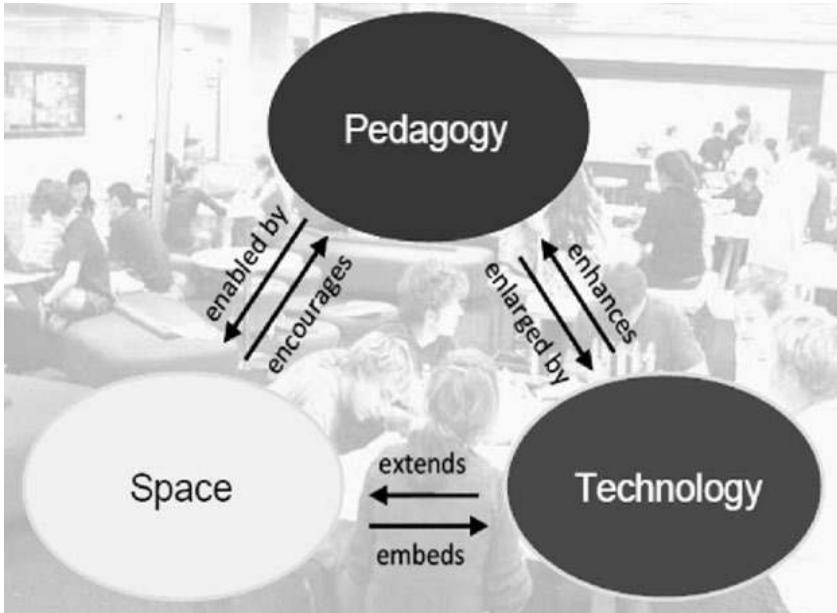 Pedagogy
enabled by
encourages
enlarged by
enhances
Space
extends
embeds
Technology